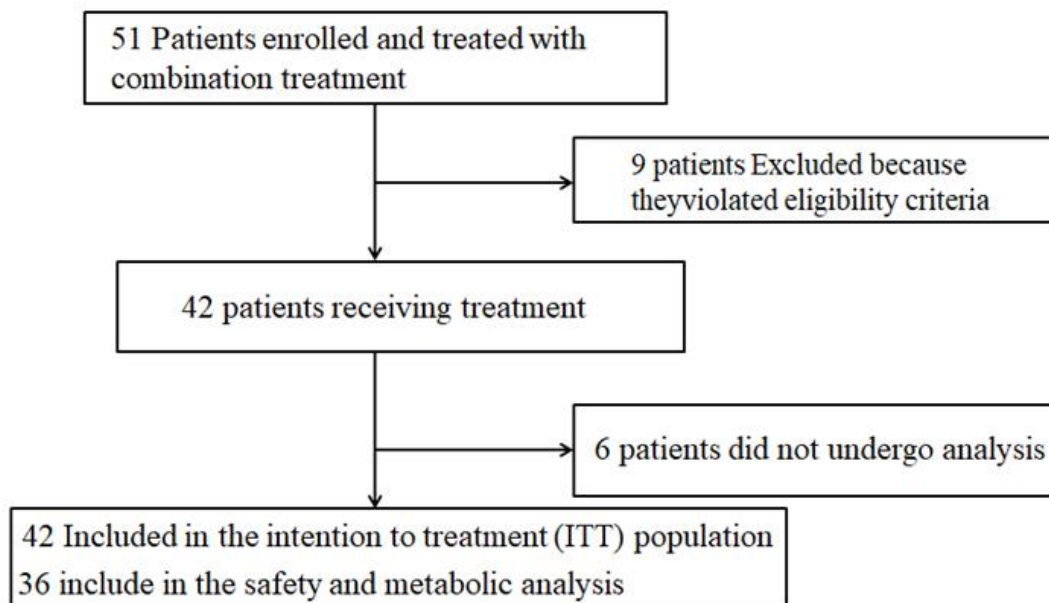 51 Patients enrolled and treated with
combination treatment
9 patients Excluded because
theyviolated eligibility criteria
42 patients receiving treatment
6 patients did not undergo analysis
42 Included in the intention to treatment (ITT) population
36 include in the safety and metabolic analysis